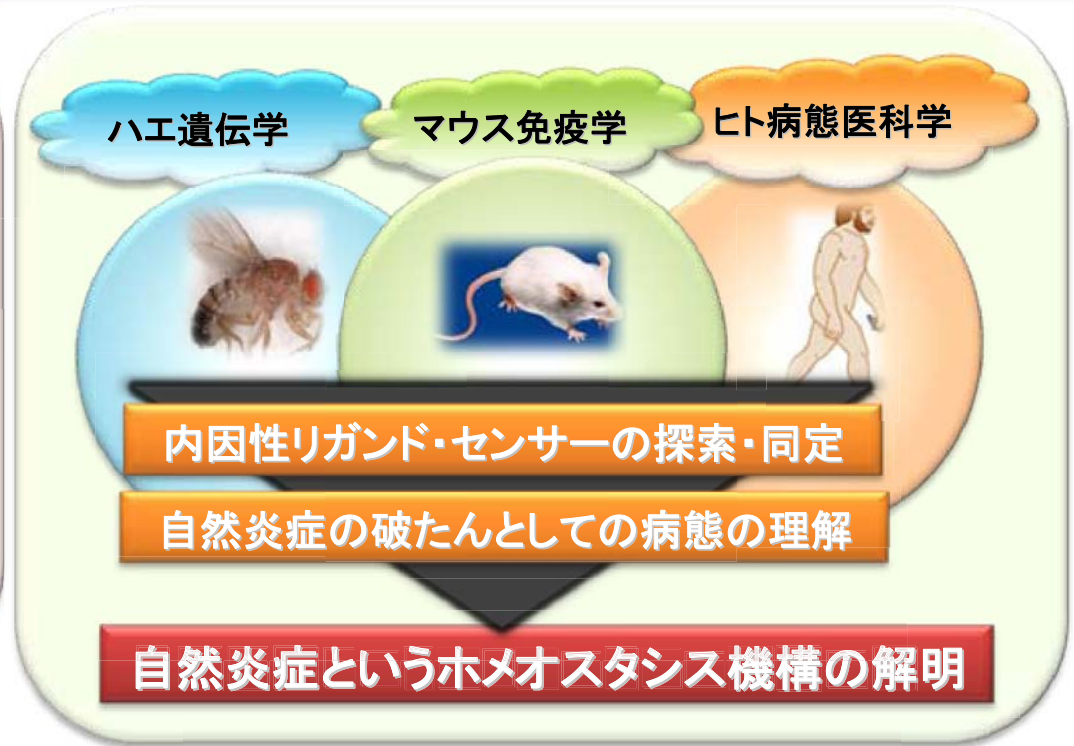 ハエ遺伝学
マウス免疫学
ヒト病態医科学
内因性リガンド・センサーの探索・同定
自然炎症の破たんとしての病態の理解
自然炎症というホメオスタシス機構の解明